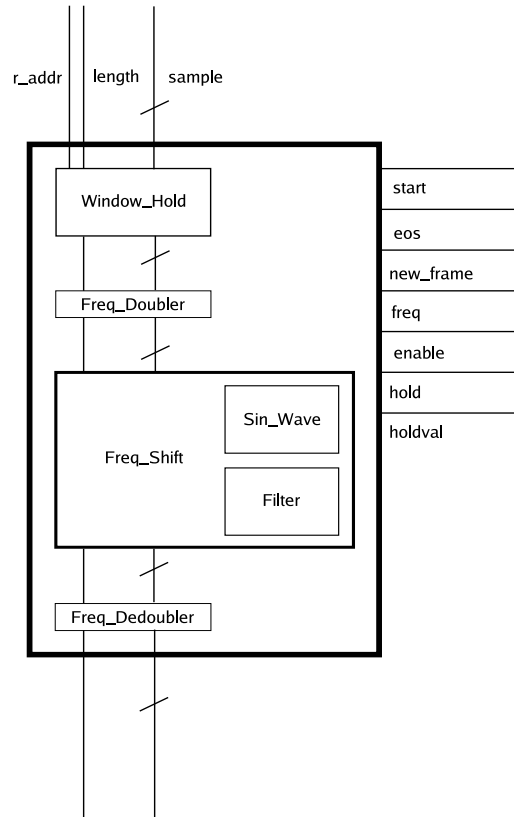 r_addr length sample
Window_Hold
start
eos
new_frame
Freq_Doubler
freq
enable
hold
Sin_Wave
holdval
Freq_Shift
Filter
Freq_Dedoubler